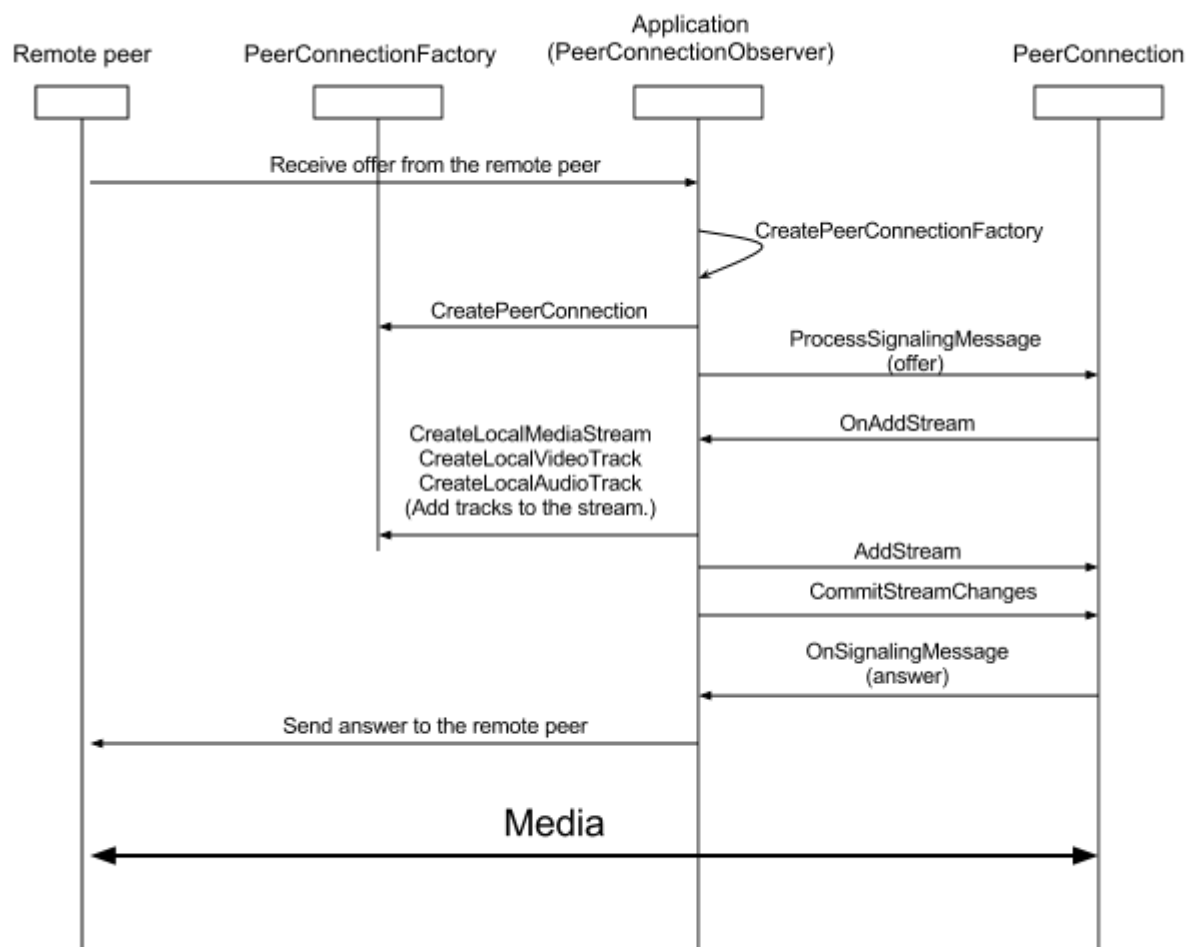 Remote peer
PeerConnectionFactory
Application
(PeerConnectionObserver)
PeerConnection
Receive offer from the remote peer
CreatePeerConnectionFactory
CreatePeerConnection
ProcessSignalingMessage
(offer)
OnAddStream
CreateLocalMediaStream
CreateLocalVideoTrack
CreateLocalAudioTrack
(Add tracks to the stream.)
AddStream
CommitStreamChanges
OnSignalingMessage
(answer)
Send answer to the remote peer
Media